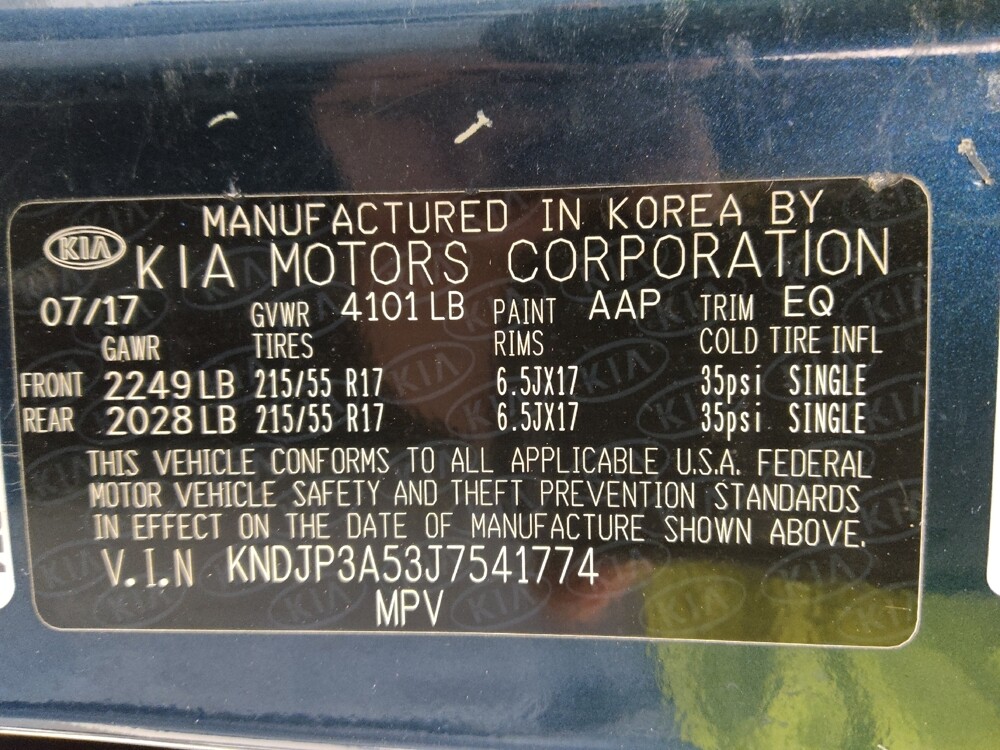 MANUFACTURED IN KOREA BY
KIA KIA MOTORS CORPORATION
07/17 GVWR 4101 LB PAINT AAP TRIM EQ
GAWR TIRES RIMS COLD TIRE INFL
FRONT 2249 LB 215/55 R17 6.5JX17 35psi SINGLE
REAR 2028 LB 215/55 R17 6.5JX17 35psi SINGLE
THIS VEHICLE CONFORMS TO ALL APPLICABLE U.S.A. FEDERAL
MOTOR VEHICLE SAFETY AND THEFT PREVENTION STANDARDS
IN EFFECT ON THE DATE OF MANUFACTURE SHOWN ABOVE.
V.I.N KNDJP3A53J7541774
MPV